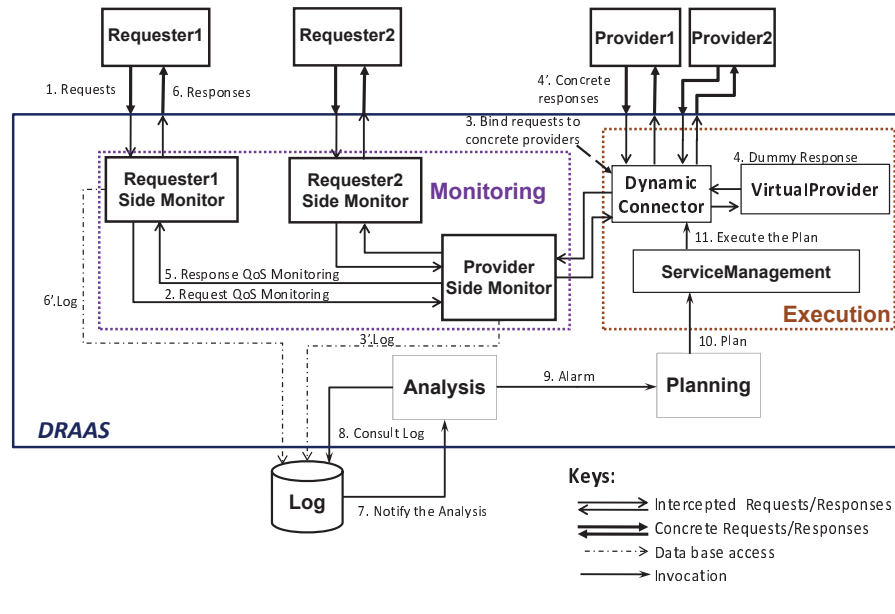 Requester1
Requester2
Provider1
Provider2
1. Requests
6. Responses
4'. Concrete
responses
3. Bind requests to
concrete providers
Requester1
Side Monitor
Requester2
Side Monitor
Monitoring
Dynamic
Connector
4. Dummy Response
VirtualProvider
11. Execute the Plan
Provider
Side Monitor
ServiceManagement
5. Response QoS Monitoring
2. Request QoS Monitoring
6'.Log
Execution
3'.Log
10. Plan
Analysis
9. Alarm
Planning
DRAAS
8. Consult Log
Log
7. Notify the Analysis
Keys:
Intercepted Requests/Responses
Concrete Requests/Responses
Data base access
Invocation